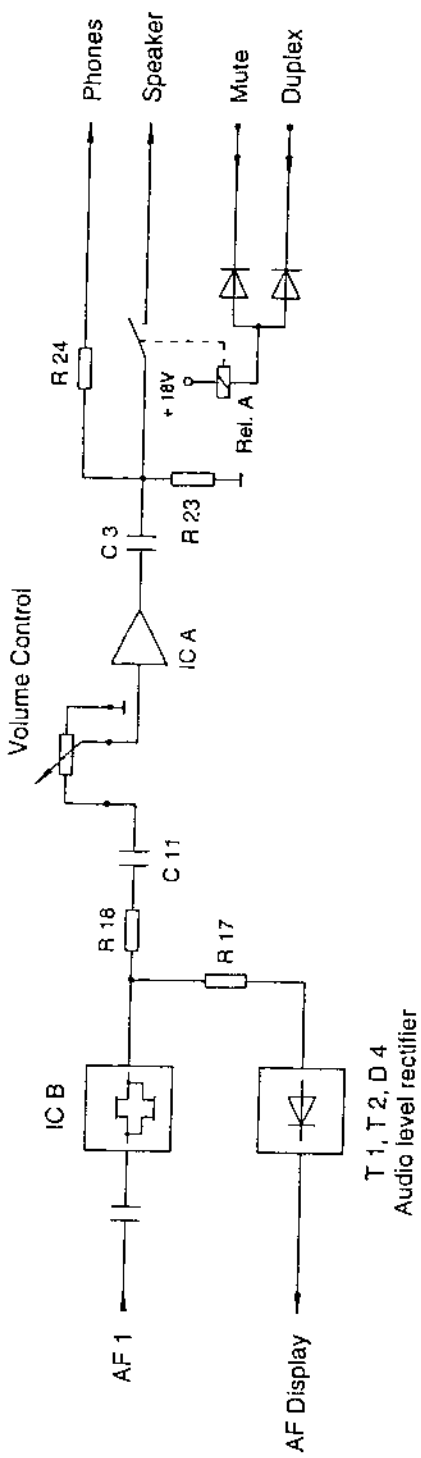 AF 1
IC B
R 18
C 11
Volume Control
IC A
C 3
R 23
R 24
Phones
Speaker
+ 18V
Rel. A
Mute
Duplex
R 17
T 1, T 2, D 4
Audio level rectifier
AF Display